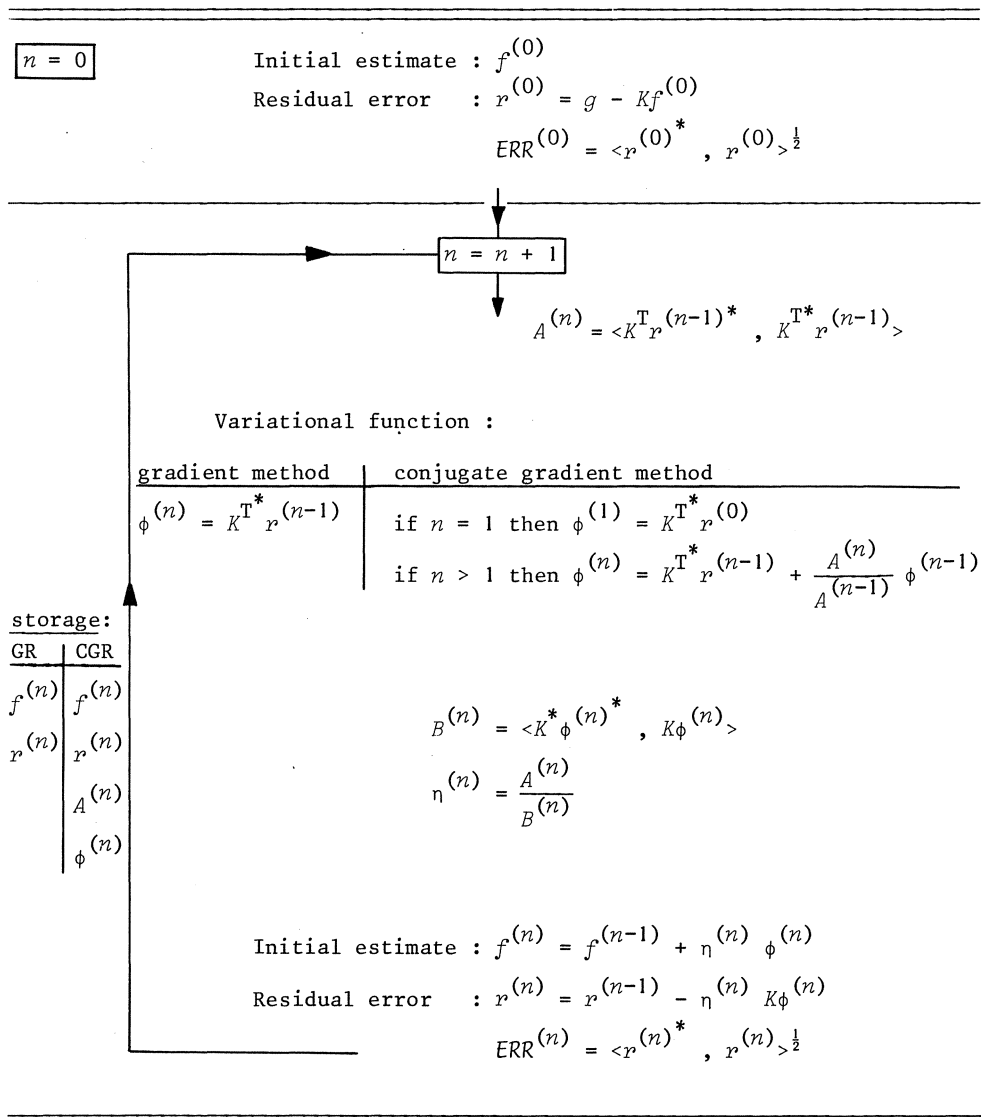 n = 0
Initial estimate : f^(0)
Residual error : r^(0) = g - Kf^(0)
ERR^(0) = <r^(0)* , r^(0)>^½
n = n + 1
A^(n) = <K^T r^(n-1)* , K^T* r^(n-1)>
Variational function :
gradient method | conjugate gradient method
ϕ^(n) = K^T* r^(n-1) | if n = 1 then ϕ^(1) = K^T* r^(0)
if n > 1 then ϕ^(n) = K^T* r^(n-1) + A^(n) / A^(n-1) ϕ^(n-1)
storage:
GR | CGR
f^(n) | f^(n)
r^(n) | r^(n)
A^(n)
ϕ^(n)
B^(n) = <K* ϕ^(n)* , Kϕ^(n)>
η^(n) = A^(n) / B^(n)
Initial estimate : f^(n) = f^(n-1) + η^(n) ϕ^(n)
Residual error : r^(n) = r^(n-1) - η^(n) Kϕ^(n)
ERR^(n) = <r^(n)* , r^(n)>^½